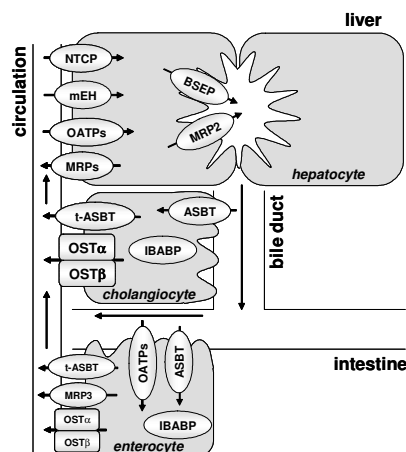 liver
circulation
NTCP
mEH
OATPs
MRPs
BSEP
MRP2
hepatocyte
t-ASBT
ASBT
OSTα
OSTβ
IBABP
cholangiocyte
bile duct
intestine
OATPs
ASBT
t-ASBT
MRP3
OSTα
OSTβ
IBABP
enterocyte